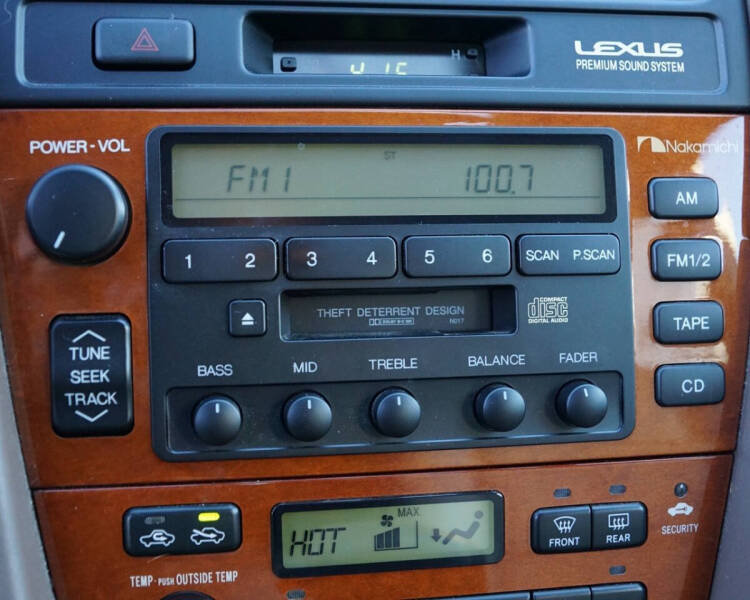 H
LEXUS
PREMIUM SOUND SYSTEM
POWER - VOL
ST
Nakamichi
FM1 100.7
AM
1 2 3 4 5 6 SCAN P.SCAN
FM1/2
THEFT DETERRENT DESIGN
COMPACT
disc
DIGITAL AUDIO
TAPE
TUNE
SEEK
TRACK
BASS MID TREBLE BALANCE FADER
CD
MAX
HOT
FRONT REAR
SECURITY
TEMP - PUSH OUTSIDE TEMP